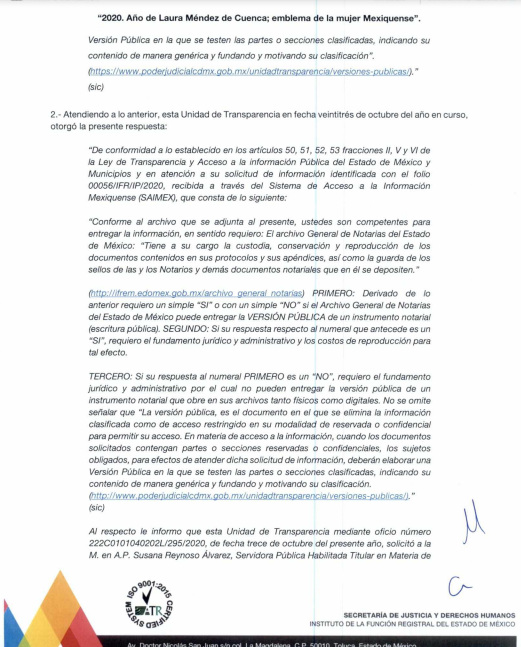 "2020. Año de Laura Méndez de Cuenca; emblema de la mujer Mexiquense".
Versión Pública en la que se testen las partes o secciones clasificadas, indicando su
contenido de manera genérica y fundando y motivando su clasificación".
(https://www.poderjudicialcdmx.gob.mx/unidadtransparencia/versiones-publicas/)."
(sic)
2.- Atendiendo a lo anterior, esta Unidad de Transparencia en fecha veintitrés de octubre del año en curso,
otorgó la presente respuesta:
"De conformidad a lo establecido en los artículos 50, 51, 52, 53 fracciones II, V y VI de
la Ley de Transparencia y Acceso a la información Pública del Estado de México y
Municipios y en atención a su solicitud de información identificada con el folio
00056/IFR/IP/2020, recibida a través del Sistema de Acceso a la Información
Mexiquense (SAIMEX), que consta de lo siguiente:
"Conforme al archivo que se adjunta al presente, ustedes son competentes para
entregar la información, en sentido requiero: El archivo General de Notarias del Estado
de México: "Tiene a su cargo la custodia, conservación y reproducción de los
documentos contenidos en sus protocolos y sus apéndices, así como la guarda de los
sellos de las y los Notarios y demás documentos notariales que en él se depositen."
(http://ifrem.edomex.gob.mx/archivo_general_notarias) PRIMERO: Derivado de lo
anterior requiero un simple "SI" o con un simple "NO" si el Archivo General de Notarias
del Estado de México puede entregar la VERSIÓN PÚBLICA de un instrumento notarial
(escritura pública). SEGUNDO: Si su respuesta respecto al numeral que antecede es un
"SI", requiero el fundamento jurídico y administrativo y los costos de reproducción para
tal efecto.
TERCERO: Si su respuesta al numeral PRIMERO es un "NO", requiero el fundamento
jurídico y administrativo por el cual no pueden entregar la versión pública de un
instrumento notarial que obre en sus archivos tanto físicos como digitales. No se omite
señalar que "La versión pública, es el documento en el que se elimina la información
clasificada como de acceso restringido en su modalidad de reservada o confidencial
para permitir su acceso. En materia de acceso a la información, cuando los documentos
solicitados contengan partes o secciones reservadas o confidenciales, los sujetos
obligados, para efectos de atender dicha solicitud de información, deberán elaborar una
Versión Pública en la que se testen las partes o secciones clasificadas, indicando su
contenido de manera genérica y fundando y motivando su clasificación.
(http://www.poderjudicialcdmx.gob.mx/unidadtransparencia/versiones-publicas/)."
(sic)
Al respecto le informo que esta Unidad de Transparencia mediante oficio número
222C0101040202L/295/2020, de fecha trece de octubre del presente año, solicitó a la
M. en A.P. Susana Reynoso Álvarez, Servidora Pública Habilitada Titular en Materia de
ISO 9001:2015
ATR
CERTIFIED SYSTEM
SECRETARÍA DE JUSTICIA Y DERECHOS HUMANOS
INSTITUTO DE LA FUNCIÓN REGISTRAL DEL ESTADO DE MÉXICO
Av. Doctor Nicolás San Juan s/n col. La Magdalena, C.P. 50010, Toluca, Estado de México